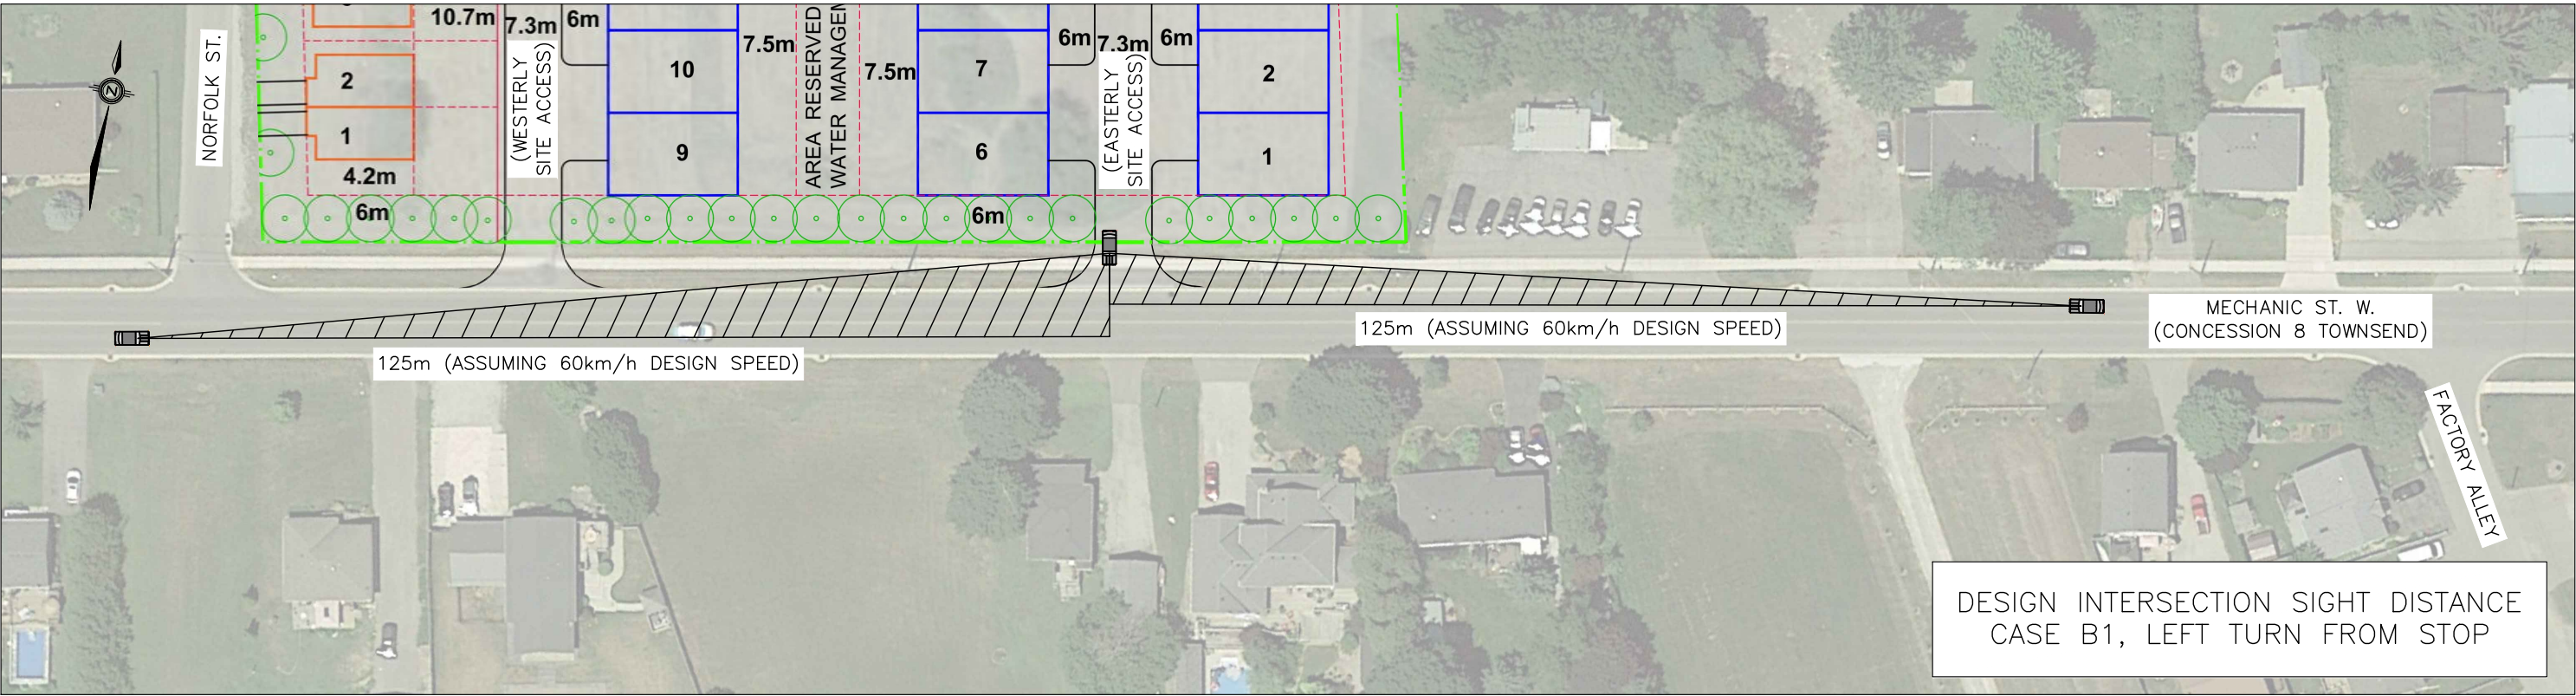 NORFOLK ST.
10.7m
7.3m
6m
2
1
4.2m
6m
(WESTERLY
SITE ACCESS)
10
9
7.5m
AREA RESERVED
7.5m
7
6
6m
6m
7.3m
6m
(EASTERLY
SITE ACCESS)
2
1
125m (ASSUMING 60km/h DESIGN SPEED)
125m (ASSUMING 60km/h DESIGN SPEED)
MECHANIC ST. W.
(CONCESSION 8 TOWNSEND)
FACTORY ALLEY
N
WATER MANAGEM
DESIGN INTERSECTION SIGHT DISTANCE
CASE B1, LEFT TURN FROM STOP